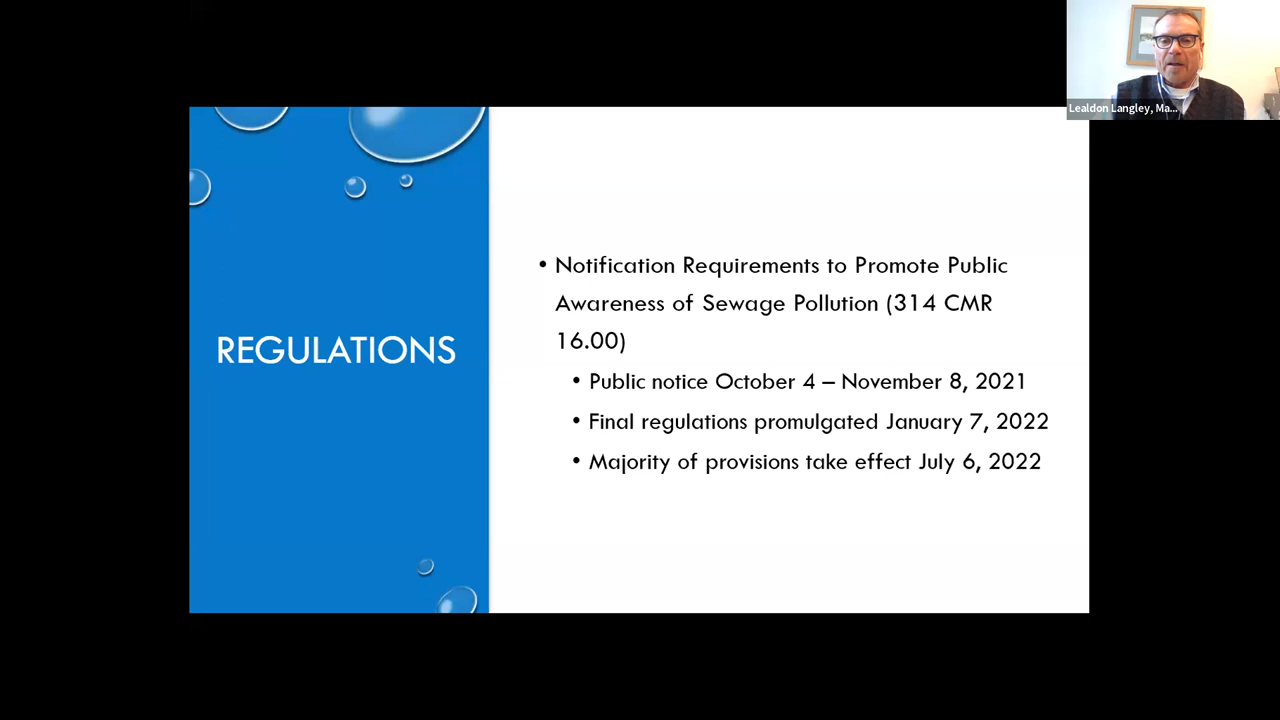 Lealdon Langley, Ma...
REGULATIONS
• Notification Requirements to Promote Public
Awareness of Sewage Pollution (314 CMR
16.00)
• Public notice October 4 – November 8, 2021
• Final regulations promulgated January 7, 2022
• Majority of provisions take effect July 6, 2022